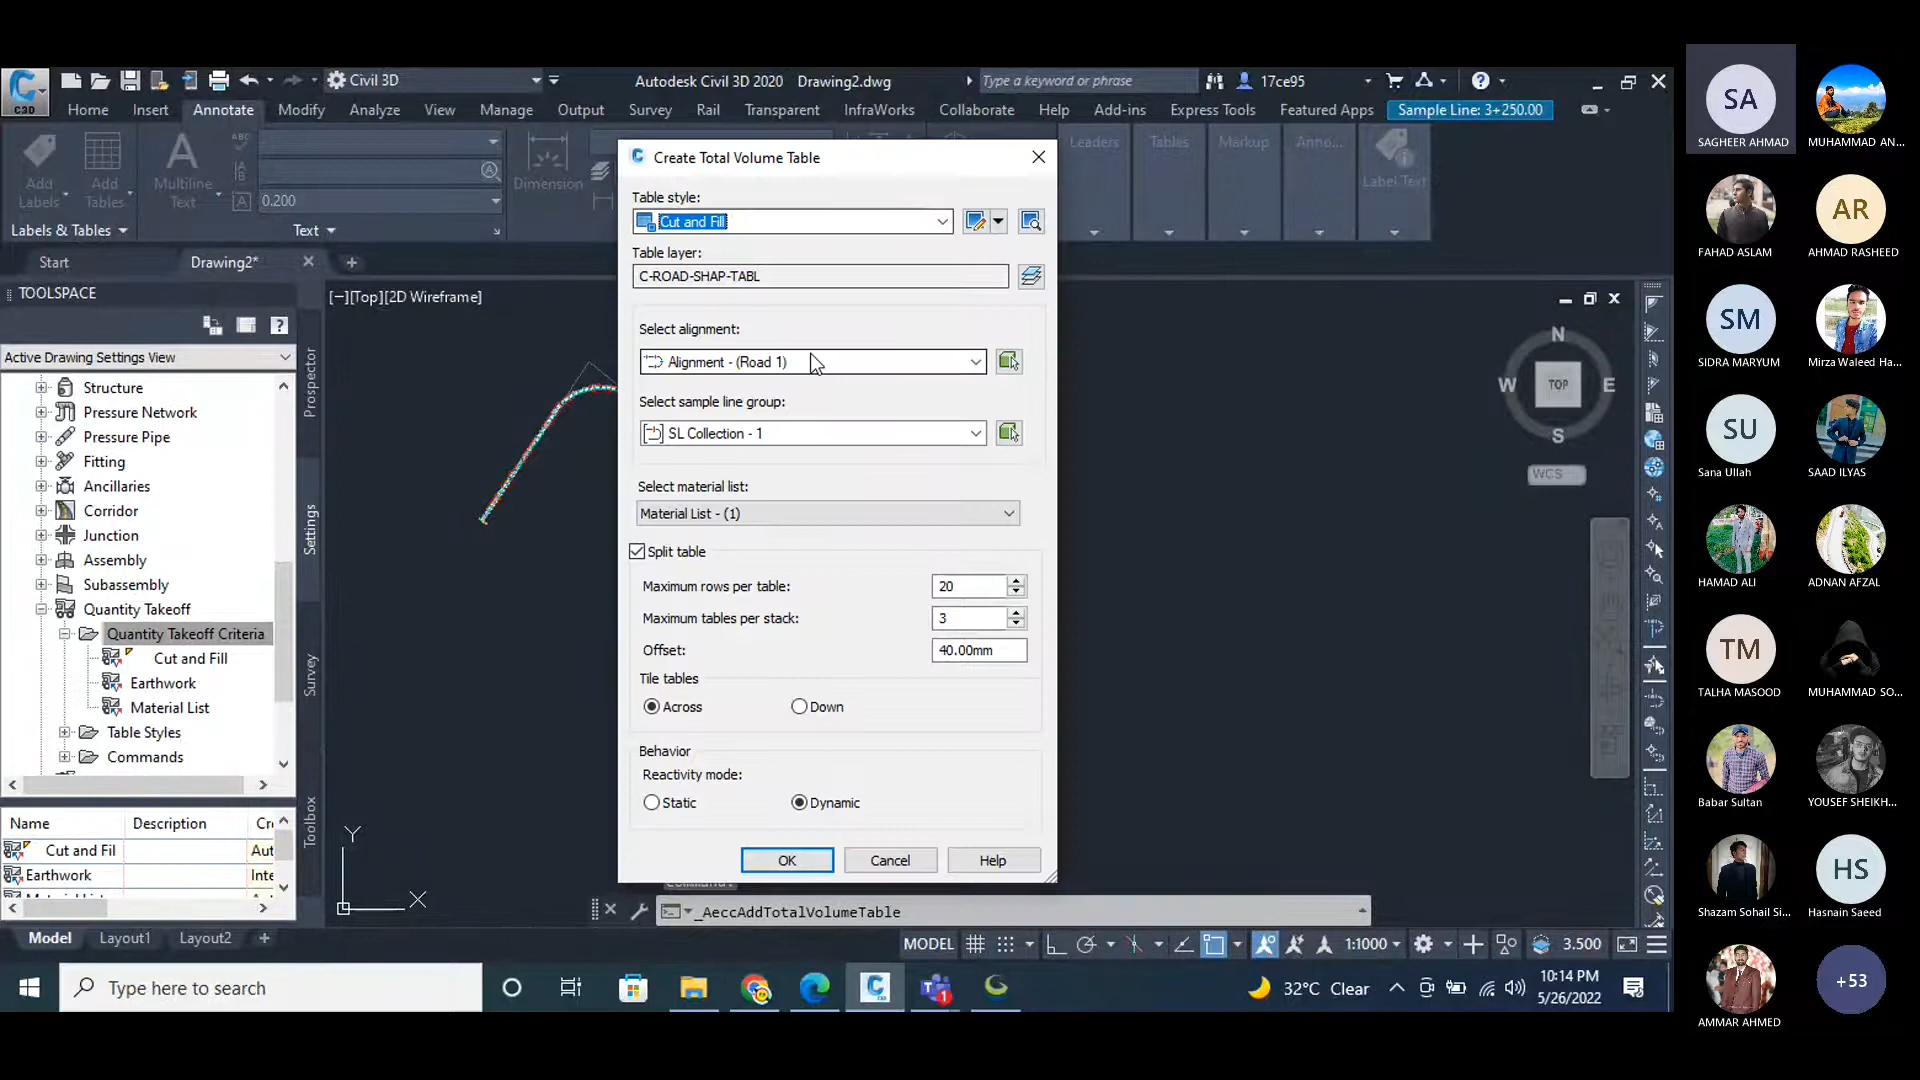 C3D
Civil 3D
Autodesk Civil 3D 2020 Drawing2.dwg
Type a keyword or phrase
17ce95
Home Insert Annotate Modify Analyze View Manage Output Survey Rail Transparent InfraWorks Collaborate Help Add-ins Express Tools Featured Apps Sample Line: 3+250.00
Add Labels
Add Tables
Multiline Text
ABC
0.200
Dimension
Leaders
Tables
Markup
Anno...
Label Text
Labels & Tables
Text
Start
Drawing2*
TOOLSPACE
Active Drawing Settings View
Structure
Pressure Network
Pressure Pipe
Fitting
Ancillaries
Corridor
Junction
Assembly
Subassembly
Quantity Takeoff
Quantity Takeoff Criteria
Cut and Fill
Earthwork
Material List
Table Styles
Commands
Prospector
Settings
Survey
Toolbox
Name Description
Cut and Fil Aut
Earthwork Inte
[−][Top][2D Wireframe]
Create Total Volume Table
Table style:
Cut and Fill
Table layer:
C-ROAD-SHAP-TABL
Select alignment:
Alignment - (Road 1)
Select sample line group:
SL Collection - 1
Select material list:
Material List - (1)
Split table
Maximum rows per table: 20
Maximum tables per stack: 3
Offset: 40.00mm
Tile tables
Across Down
Behavior
Reactivity mode:
Static Dynamic
OK Cancel Help
N
W TOP E
S
WCS
Y
X
_AeccAddTotalVolumeTable
Model Layout1 Layout2
MODEL 1:1000 3.500
Type here to search
1
32°C Clear
10:14 PM
5/26/2022
SA
SAGHEER AHMAD
MUHAMMAD AN...
FAHAD ASLAM
AR
AHMAD RASHEED
SM
SIDRA MARYUM
Mirza Waleed Ha...
SU
Sana Ullah
SAAD ILYAS
HAMAD ALI
ADNAN AFZAL
TM
TALHA MASOOD
MUHAMMAD SO...
Babar Sultan
YOUSEF SHEIKH...
Shazam Sohail Si...
HS
Hasnain Saeed
AMMAR AHMED
+53